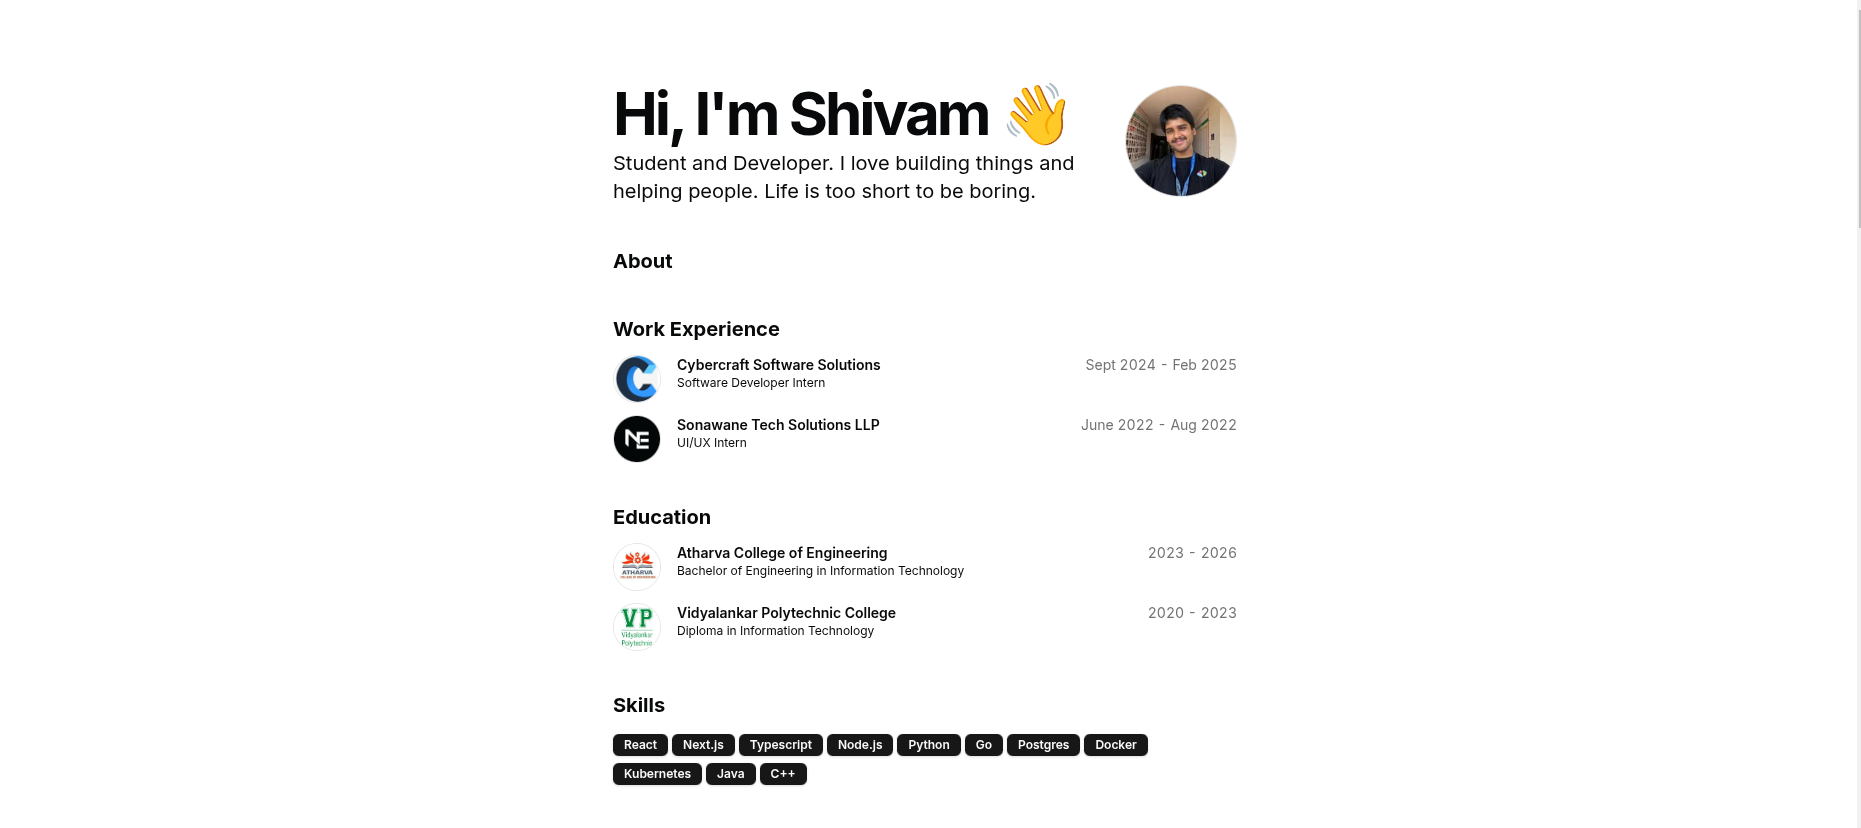 Hi, I'm Shivam 👋
Student and Developer. I love building things and
helping people. Life is too short to be boring.
About
Work Experience
Cybercraft Software Solutions
Sept 2024 - Feb 2025
Software Developer Intern
NE
Sonawane Tech Solutions LLP
June 2022 - Aug 2022
UI/UX Intern
Education
ATHARVA
Atharva College of Engineering
2023 - 2026
Bachelor of Engineering in Information Technology
VP
Vidyalankar
Polytechnic
Vidyalankar Polytechnic College
2020 - 2023
Diploma in Information Technology
Skills
React Next.js Typescript Node.js Python Go Postgres Docker
Kubernetes Java C++